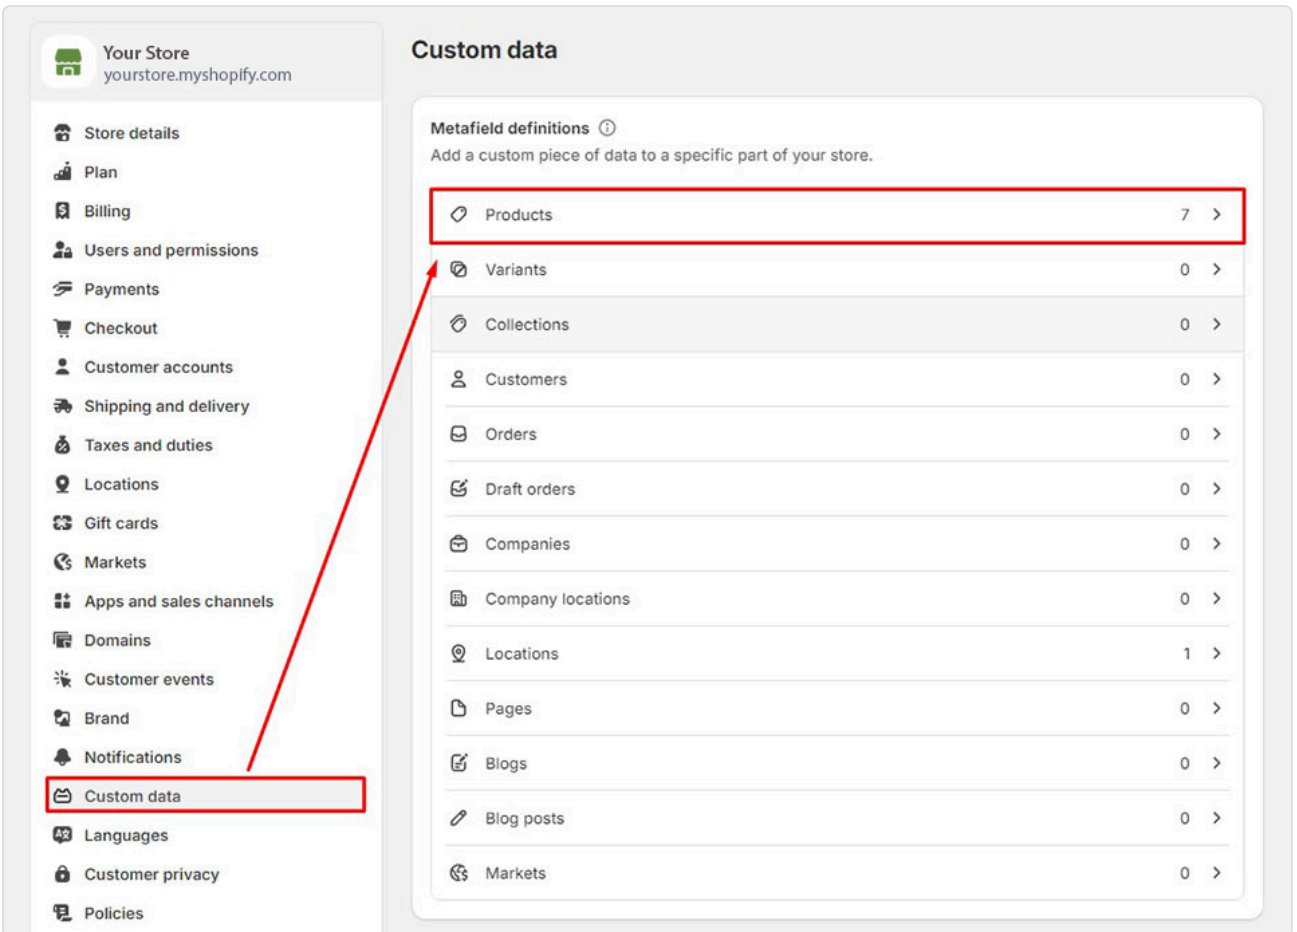 Your Store
yourstore.myshopify.com
Store details
Plan
Billing
Users and permissions
Payments
Checkout
Customer accounts
Shipping and delivery
Taxes and duties
Locations
Gift cards
Markets
Apps and sales channels
Domains
Customer events
Brand
Notifications
Custom data
Languages
Customer privacy
Policies
Custom data
Metafield definitions
Add a custom piece of data to a specific part of your store.
Products 7
Variants 0
Collections 0
Customers 0
Orders 0
Draft orders 0
Companies 0
Company locations 0
Locations 1
Pages 0
Blogs 0
Blog posts 0
Markets 0